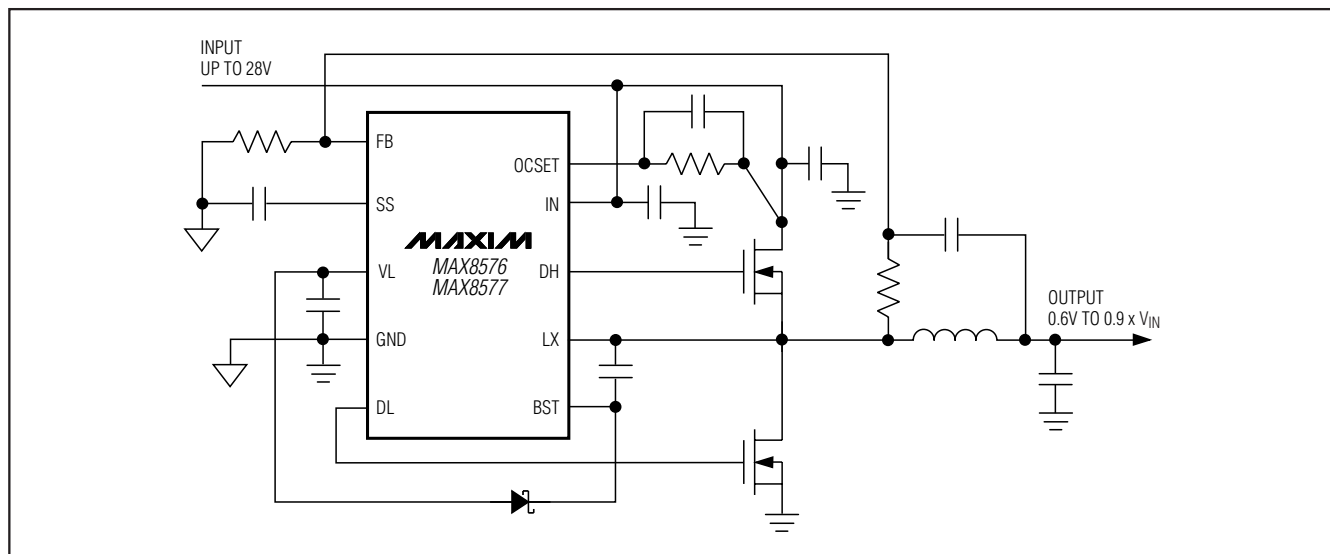 INPUT
UP TO 28V
FB
OCSET
SS
IN
MAXIM
MAX8576
MAX8577
VL
DH
OUTPUT
0.6V TO 0.9 x VIN
GND
LX
DL
BST